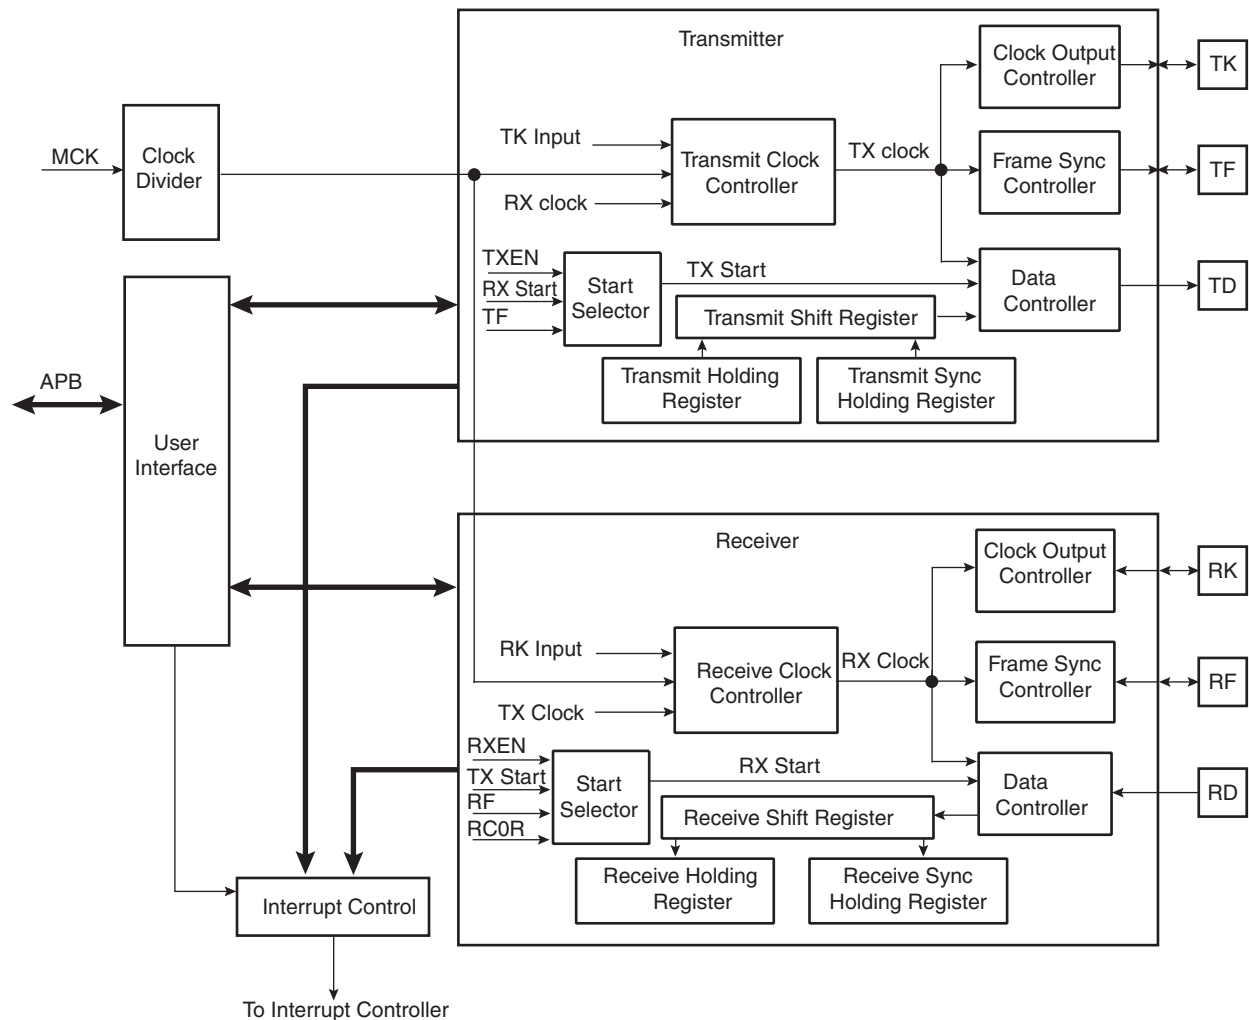 Transmitter
Clock Output
Controller
TK
MCK
Clock
Divider
TK Input
RX clock
Transmit Clock
Controller
TX clock
Frame Sync
Controller
TF
TXEN
RX Start
TF
Start
Selector
TX Start
Data
Controller
TD
Transmit Shift Register
Transmit Holding
Register
Transmit Sync
Holding Register
APB
User
Interface
Receiver
Clock Output
Controller
RK
RK Input
TX Clock
Receive Clock
Controller
RX Clock
Frame Sync
Controller
RF
RXEN
TX Start
RF
RC0R
Start
Selector
RX Start
Data
Controller
RD
Receive Shift Register
Receive Holding
Register
Receive Sync
Holding Register
Interrupt Control
To Interrupt Controller